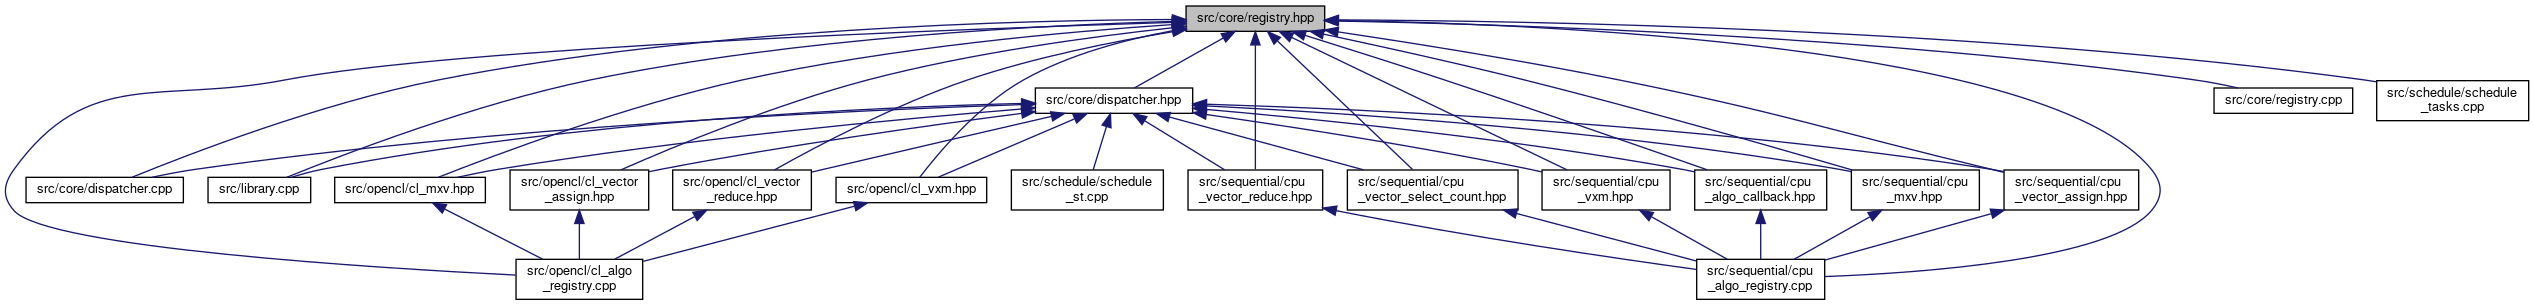 src/core/registry.hpp
src/core/dispatcher.hpp
src/core/registry.cpp
src/schedule/schedule
_tasks.cpp
src/core/dispatcher.cpp
src/library.cpp
src/opencl/cl_mxv.hpp
src/opencl/cl_vector
_assign.hpp
src/opencl/cl_vector
_reduce.hpp
src/opencl/cl_vxm.hpp
src/schedule/schedule
_st.cpp
src/sequential/cpu
_vector_reduce.hpp
src/sequential/cpu
_vector_select_count.hpp
src/sequential/cpu
_vxm.hpp
src/sequential/cpu
_algo_callback.hpp
src/sequential/cpu
_mxv.hpp
src/sequential/cpu
_vector_assign.hpp
src/opencl/cl_algo
_registry.cpp
src/sequential/cpu
_algo_registry.cpp